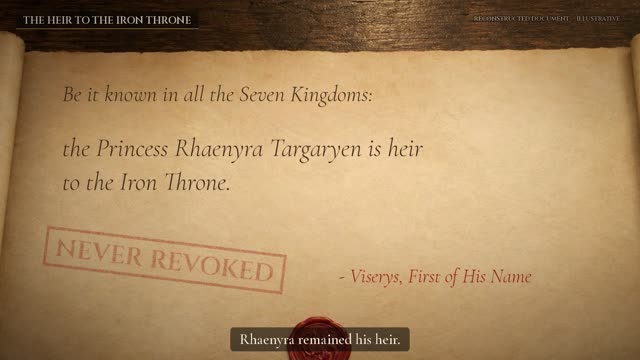 THE HEIR TO THE IRON THRONE
RECONSTRUCTED DOCUMENT - ILLUSTRATIVE
Be it known in all the Seven Kingdoms:
the Princess Rhaenyra Targaryen is heir
to the Iron Throne.
NEVER REVOKED
- Viserys, First of His Name
Rhaenyra remained his heir.